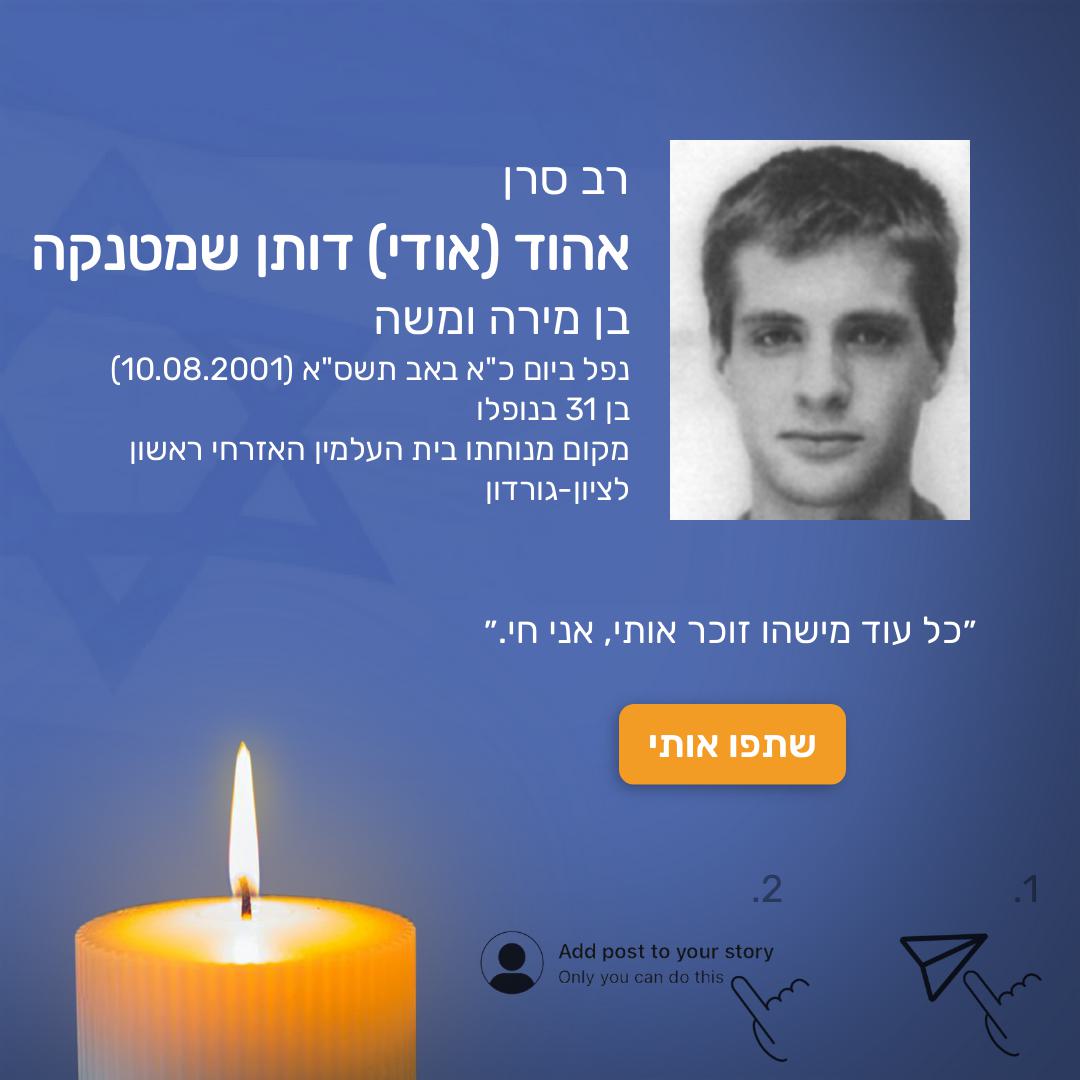 רב סרן
אהוד (אודי) דותן שמטנקה
בן מירה ומשה
נפל ביום כ"א באב תשס"א (10.08.2001)
בן 31 בנופלו
מקום מנוחתו בית העלמין האזרחי ראשון
לציון-גורדון
״כל עוד מישהו זוכר אותי, אני חי.״
שתפו אותי
1.
2.
Add post to your story
Only you can do this